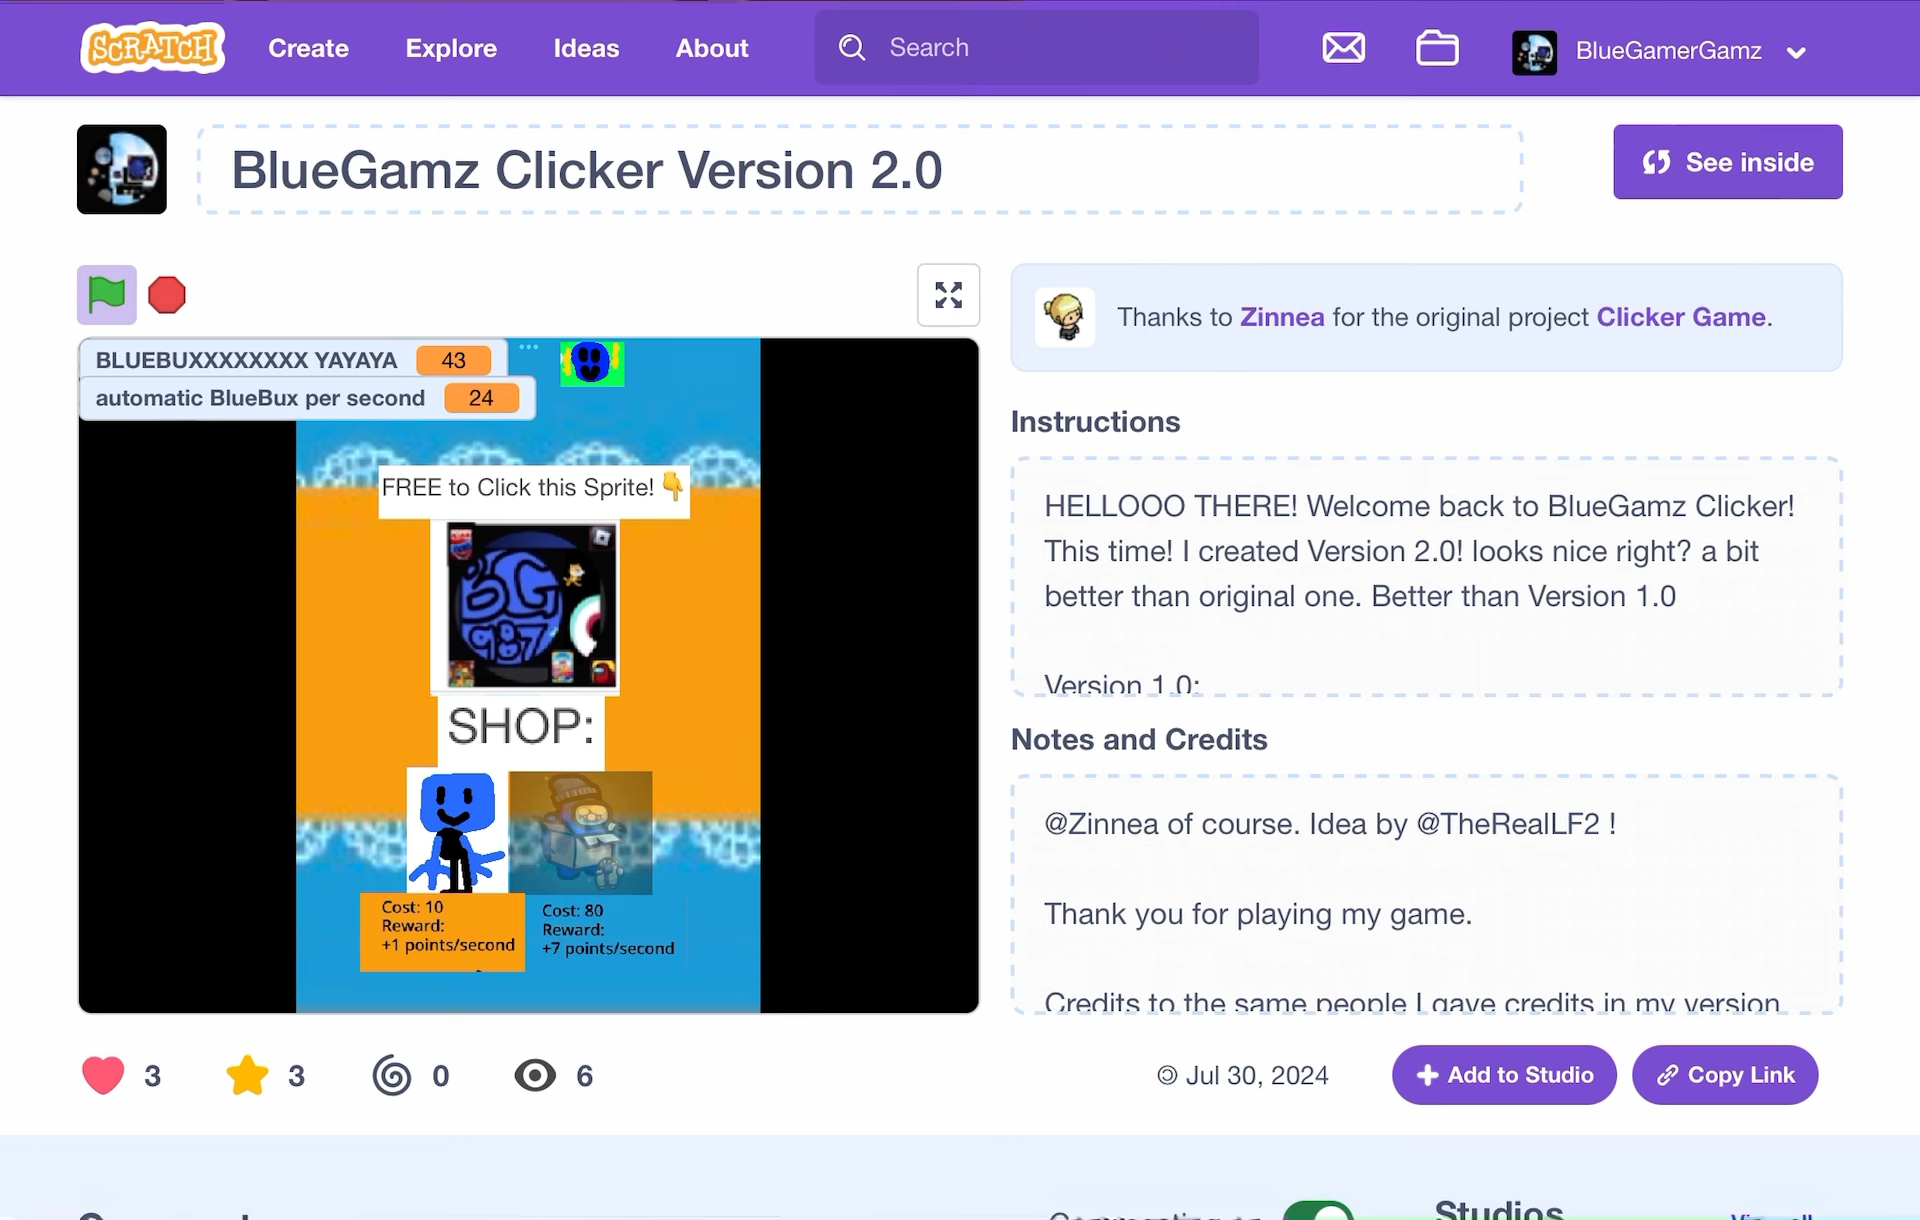 SCRATCH Create Explore Ideas About Search BlueGamerGamz
BlueGamz Clicker Version 2.0
See inside
Thanks to Zinnea for the original project Clicker Game.
BLUEBUXXXXXXXX YAYAYA 43
automatic BlueBux per second 24
FREE to Click this Sprite! 👇
BG
987
SHOP:
Cost: 10
Reward:
+1 points/second
Cost: 80
Reward:
+7 points/second
Instructions
HELLOOO THERE! Welcome back to BlueGamz Clicker!
This time! I created Version 2.0! looks nice right? a bit
better than original one. Better than Version 1.0
Version 1.0:
Notes and Credits
@Zinnea of course. Idea by @TheRealLF2 !
Thank you for playing my game.
Credits to the same people I gave credits in my version
3 3 0 6
Jul 30, 2024
Add to Studio
Copy Link
Commenting on
Studios
View all